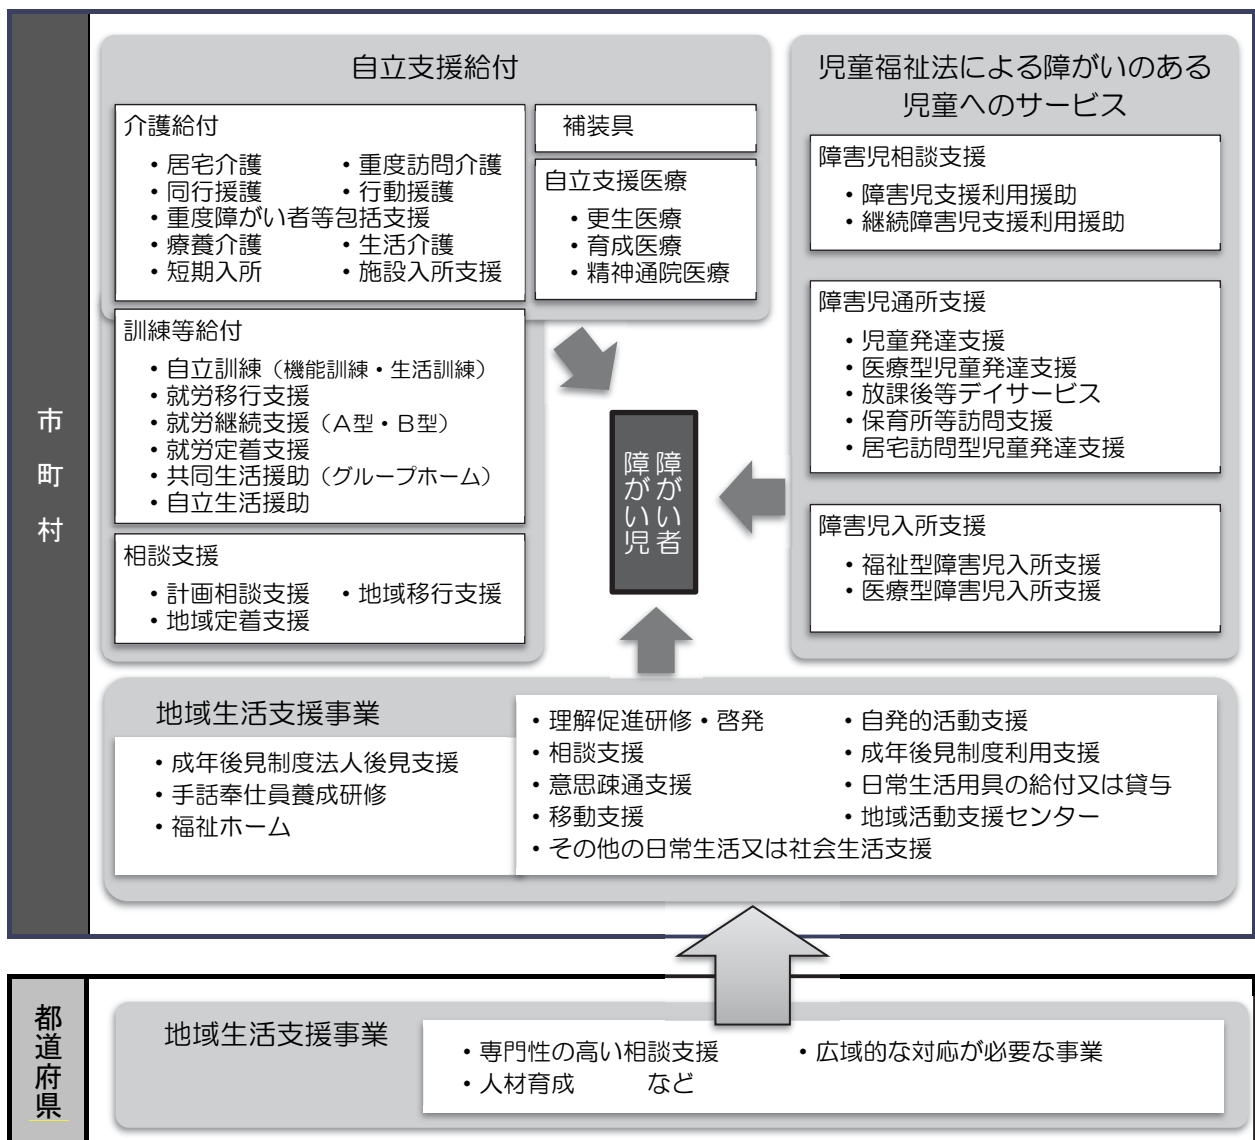 市町村
自立支援給付
介護給付
・居宅介護 ・重度訪問介護
・同行援護 ・行動援護
・重度障がい者等包括支援
・療養介護 ・生活介護
・短期入所 ・施設入所支援
補装具
自立支援医療
・更生医療
・育成医療
・精神通院医療
訓練等給付
・自立訓練（機能訓練・生活訓練）
・就労移行支援
・就労継続支援（A型・B型）
・就労定着支援
・共同生活援助（グループホーム）
・自立生活援助
相談支援
・計画相談支援 ・地域移行支援
・地域定着支援
障がい者
障がい児
児童福祉法による障がいのある
児童へのサービス
障害児相談支援
・障害児支援利用援助
・継続障害児支援利用援助
障害児通所支援
・児童発達支援
・医療型児童発達支援
・放課後等デイサービス
・保育所等訪問支援
・居宅訪問型児童発達支援
障害児入所支援
・福祉型障害児入所支援
・医療型障害児入所支援
地域生活支援事業
・成年後見制度法人後見支援
・手話奉仕員養成研修
・福祉ホーム
・理解促進研修・啓発 ・自発的活動支援
・相談支援 ・成年後見制度利用支援
・意思疎通支援 ・日常生活用具の給付又は貸与
・移動支援 ・地域活動支援センター
・その他の日常生活又は社会生活支援
都道府県
地域生活支援事業
・専門性の高い相談支援 ・広域的な対応が必要な事業
・人材育成 など